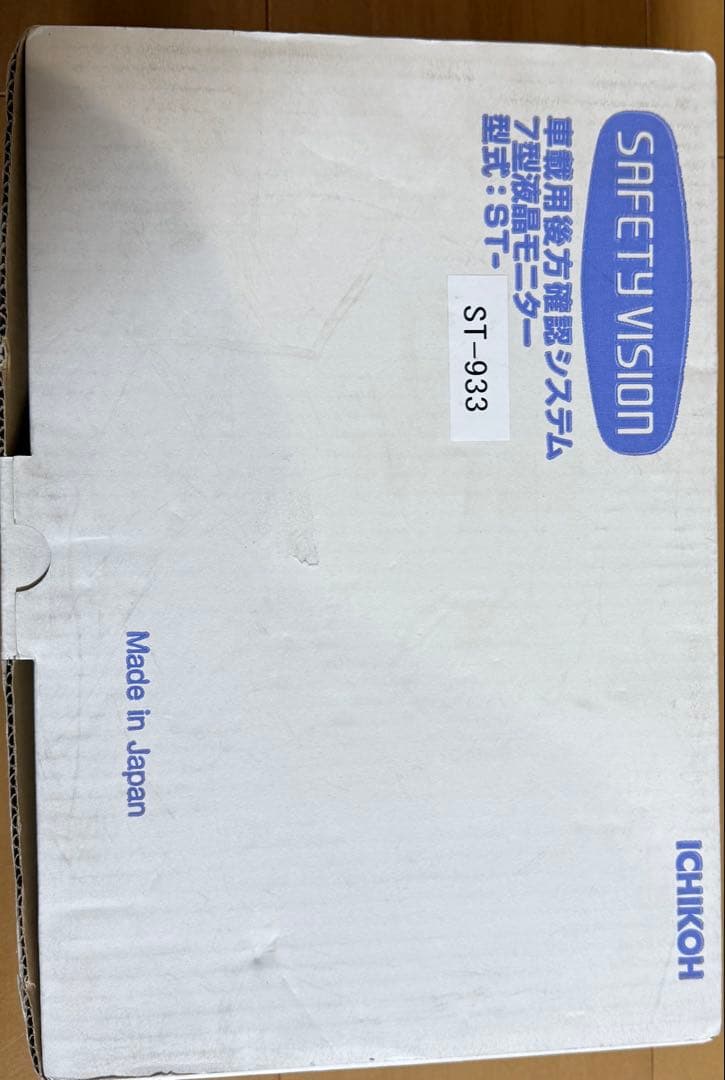 SAFETY VISION
車載用後方確認システム
7型液晶モニター
型式：ST-
ST-933
ICHIKOH
Made in Japan